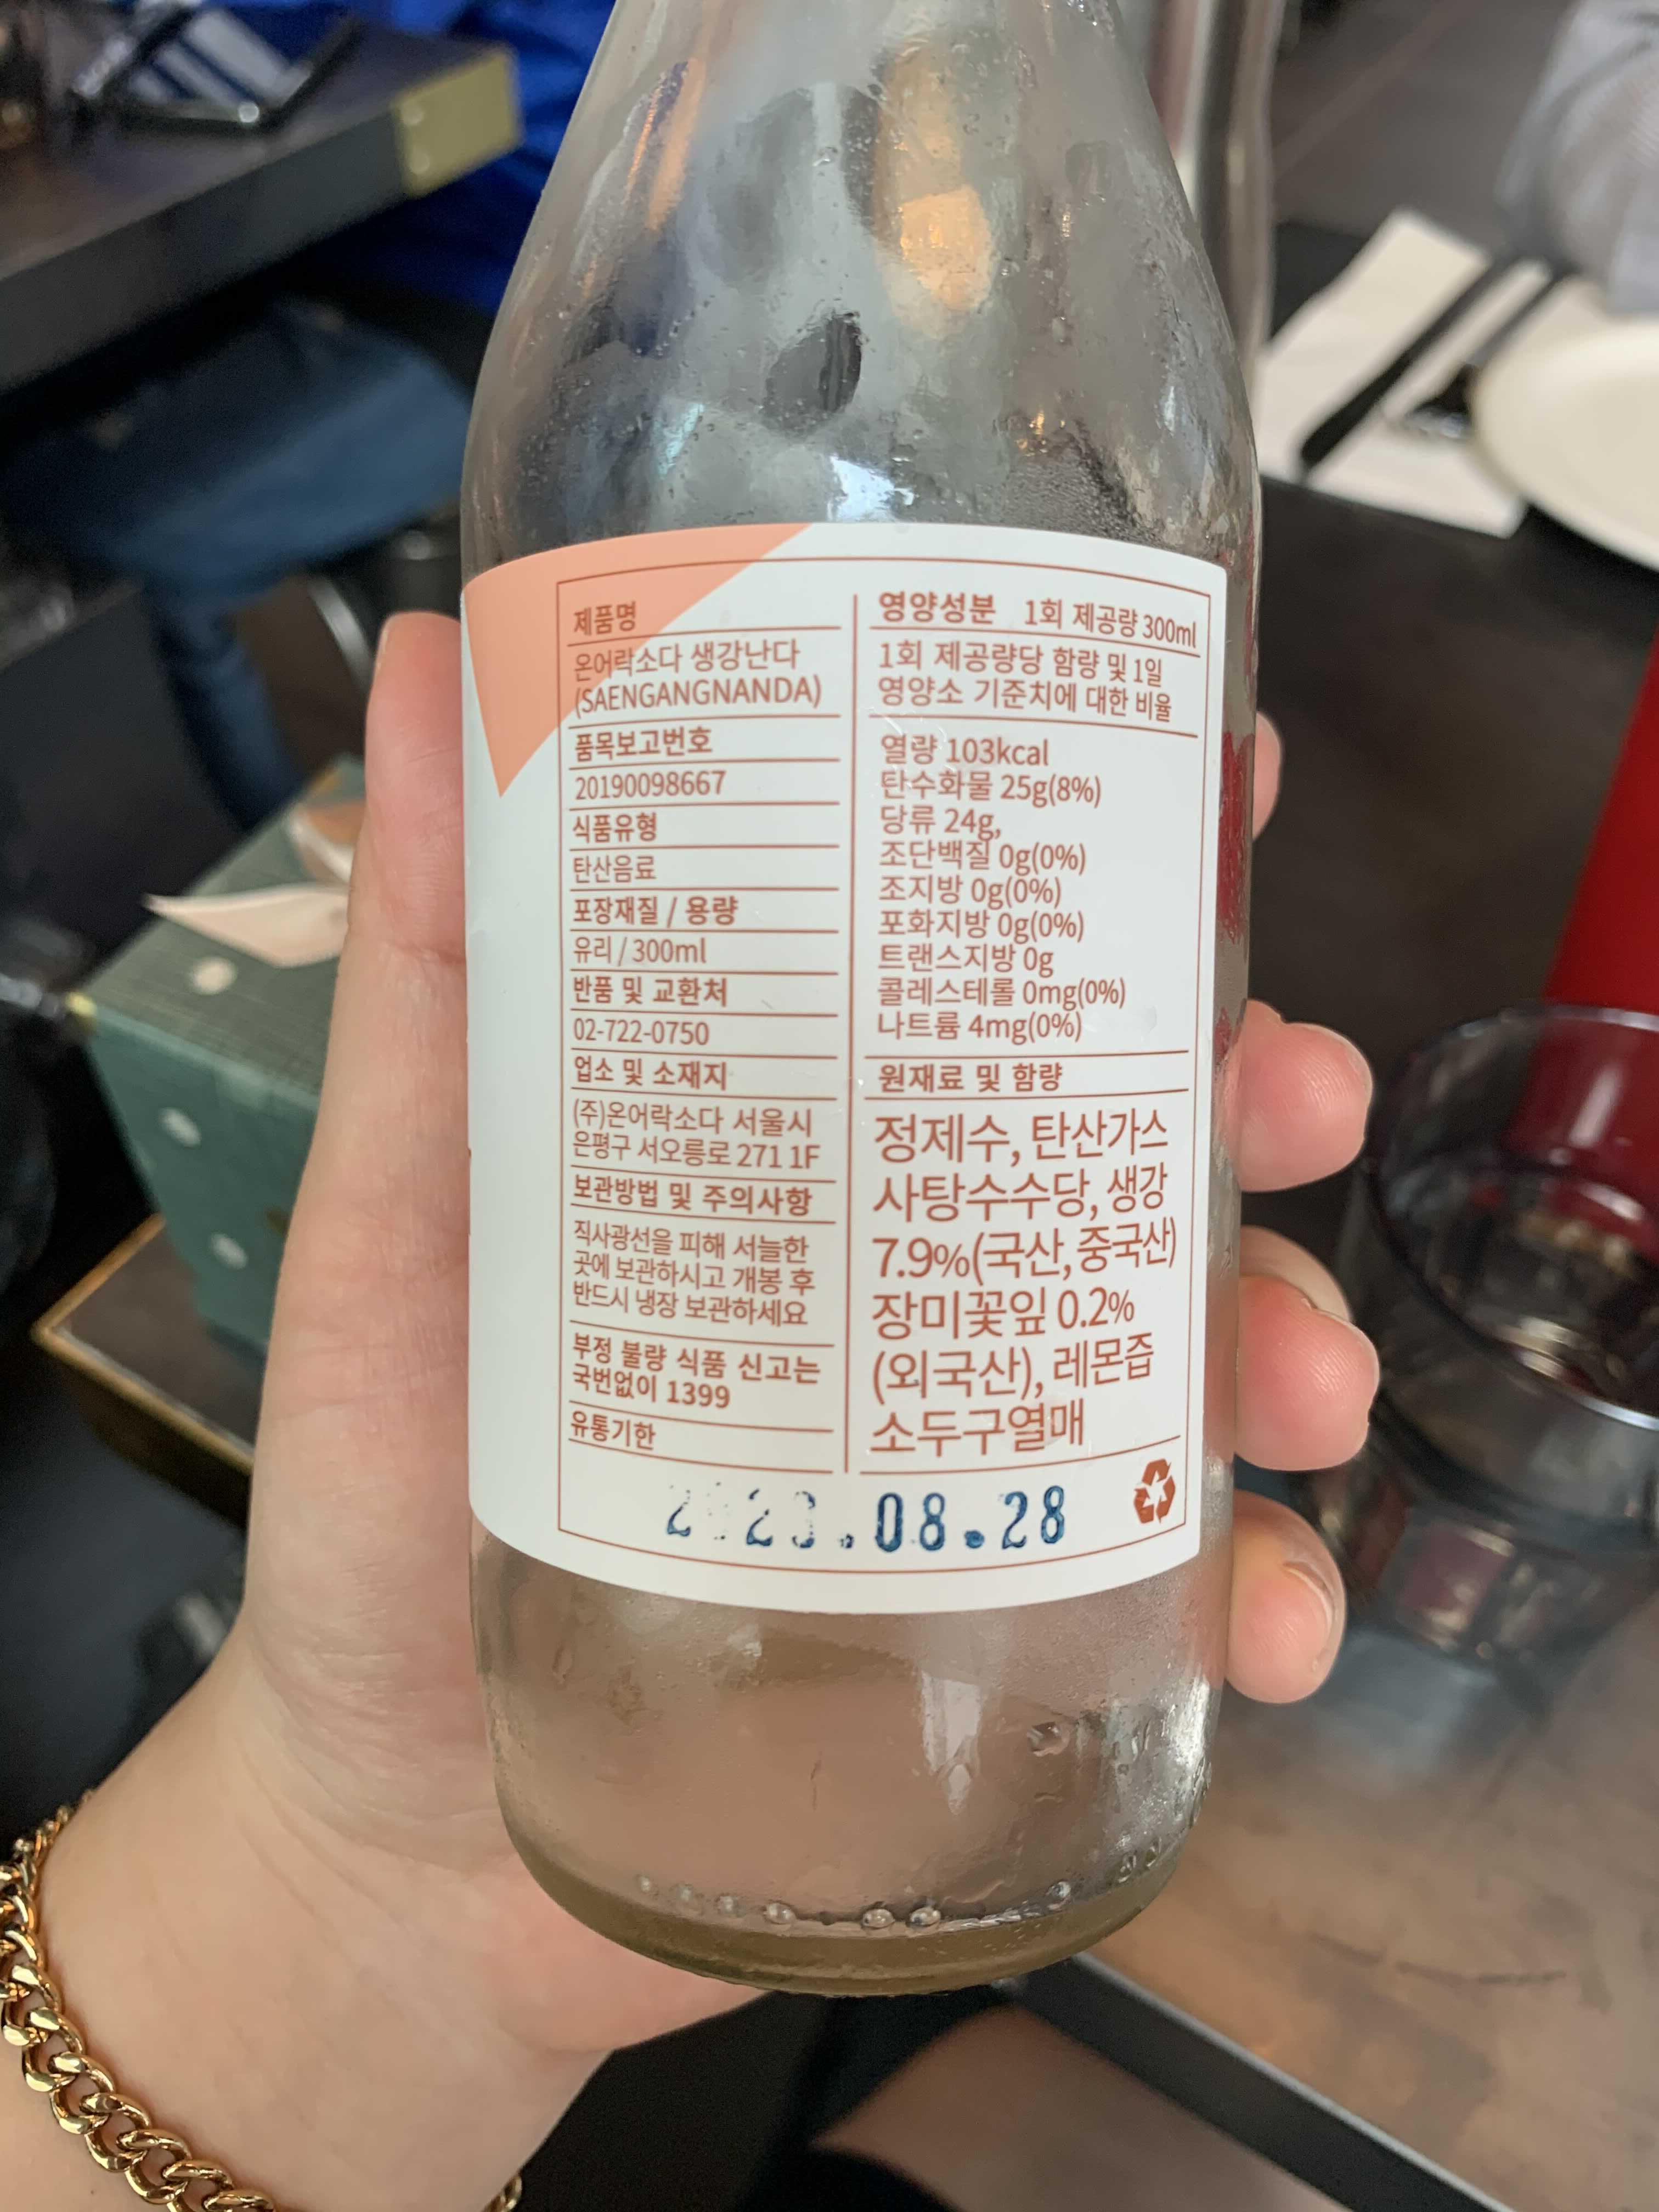 제품명
온어락소다 생강난다
(SAENGANGNANDA)
품목보고번호
20190098667
식품유형
탄산음료
포장재질 / 용량
유리 / 300ml
반품 및 교환처
02-722-0750
업소 및 소재지
(주)온어락소다 서울시
은평구 서오릉로 271 1F
보관방법 및 주의사항
직사광선을 피해 서늘한
곳에 보관하시고 개봉 후
반드시 냉장 보관하세요
부정 불량 식품 신고는
국번없이 1399
유통기한
영양성분 1회 제공량 300ml
1회 제공량당 함량 및 1일
영양소 기준치에 대한 비율
열량 103kcal
탄수화물 25g(8%)
당류 24g,
조단백질 0g(0%)
조지방 0g(0%)
포화지방 0g(0%)
트랜스지방 0g
콜레스테롤 0mg(0%)
나트륨 4mg(0%)
원재료 및 함량
정제수, 탄산가스
사탕수수당, 생강
7.9%(국산, 중국산)
장미꽃잎 0.2%
(외국산), 레몬즙
소두구열매
2023.08.28